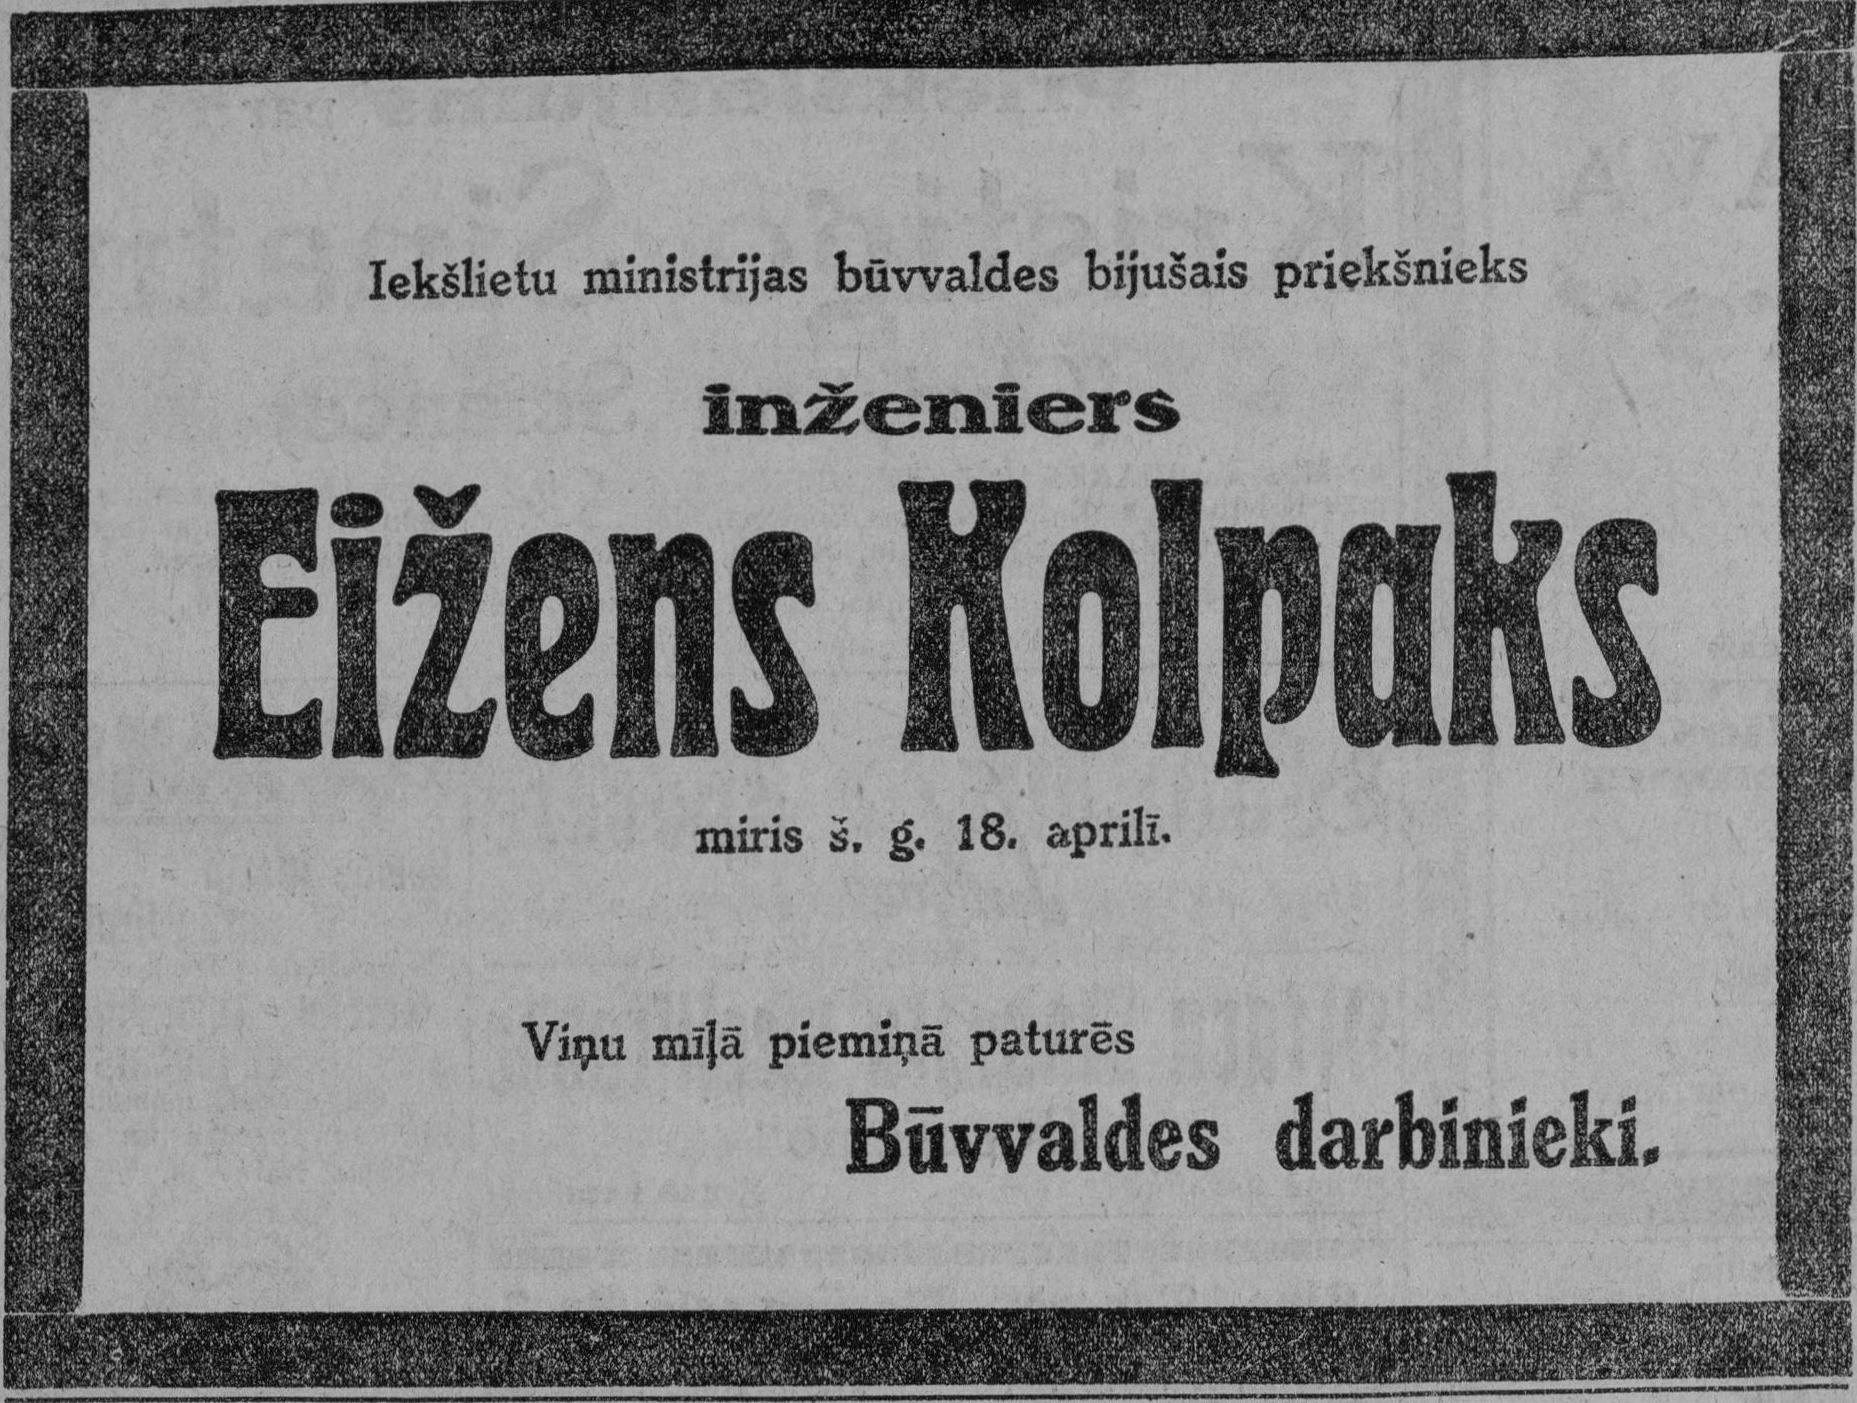 Iekšlietu ministrijas būvvaldes bijušais priekšnieks
inženiers
Eižens Kolpaks
miris š. g. 18. aprilī.
Viņu mīļā piemiņā paturēs
Būvvaldes darbinieki.